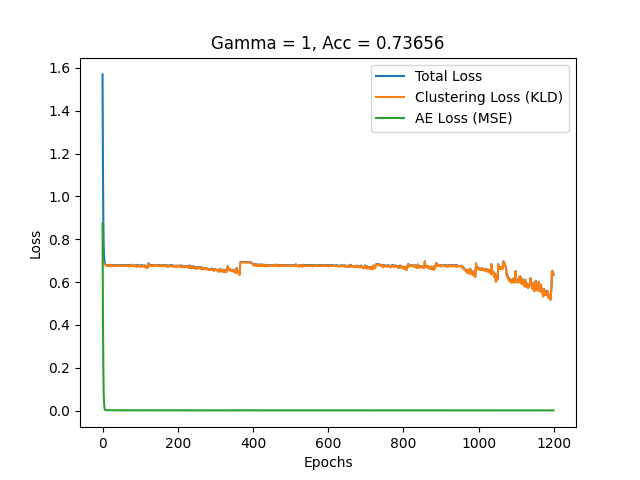 Gamma = 1, Acc = 0.73656
Total Loss
Clustering Loss (KLD)
AE Loss (MSE)
1.6
1.4
1.2
1.0
0.8
0.6
0.4
0.2
0.0
Loss
0 200 400 600 800 1000 1200
Epochs